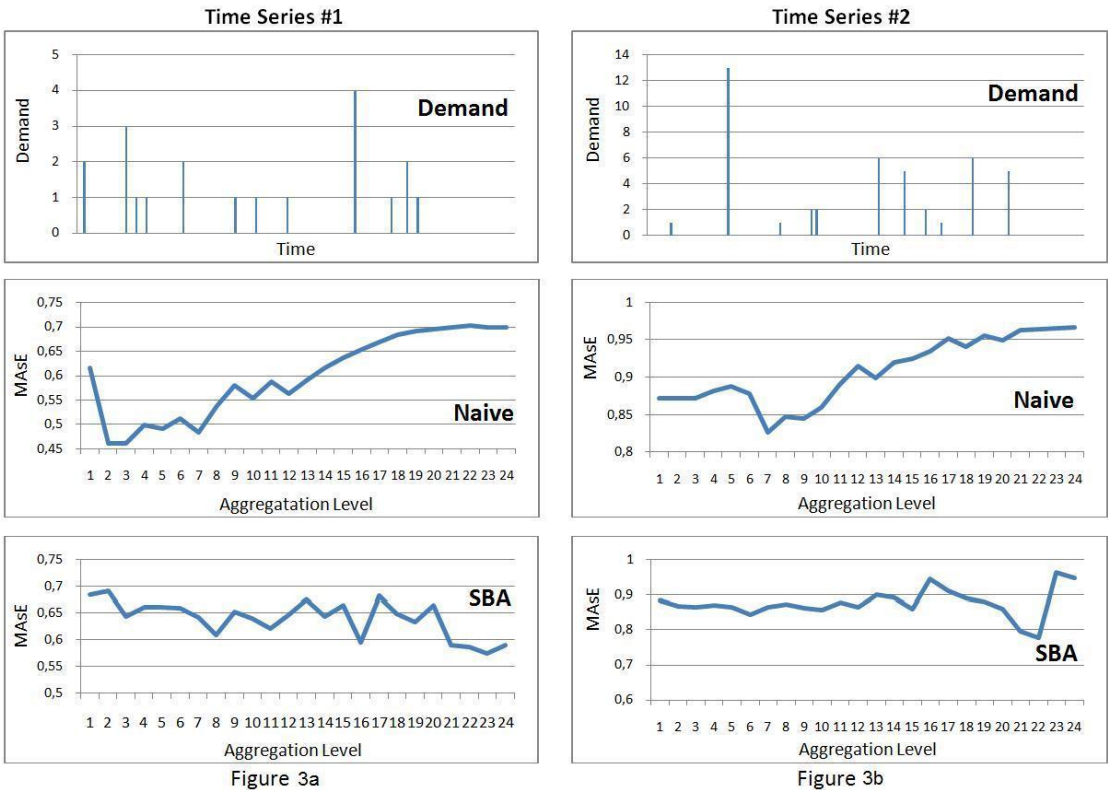 Time Series #1
5
4
3
2
1
0
Demand
Demand
Time
0,75
0,7
0,65
0,6
0,55
0,5
0,45
MAsE
Naive
1 2 3 4 5 6 7 8 9 10 11 12 13 14 15 16 17 18 19 20 21 22 23 24
Aggregatation Level
0,75
0,7
0,65
0,6
0,55
0,5
MAsE
SBA
1 2 3 4 5 6 7 8 9 10 11 12 13 14 15 16 17 18 19 20 21 22 23 24
Aggregation Level
Figure 3a
Time Series #2
14
12
10
8
6
4
2
0
Demand
Demand
Time
1
0,95
0,9
0,85
0,8
MAsE
Naive
1 2 3 4 5 6 7 8 9 10 11 12 13 14 15 16 17 18 19 20 21 22 23 24
Aggregation Level
1
0,9
0,8
0,7
0,6
MAsE
SBA
1 2 3 4 5 6 7 8 9 10 11 12 13 14 15 16 17 18 19 20 21 22 23 24
Aggregation Level
Figure 3b